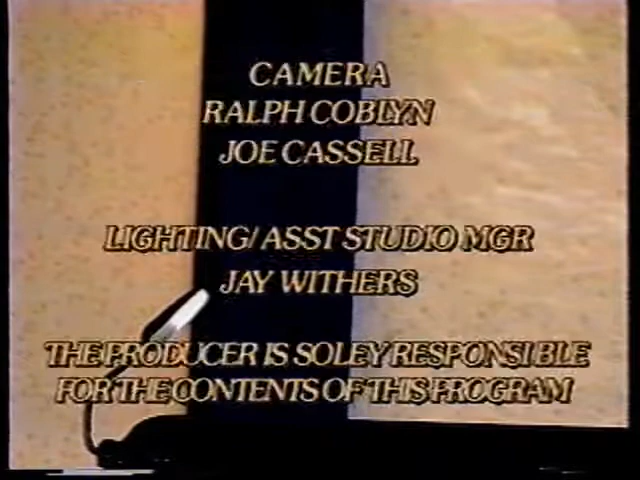 CAMERA
RALPH COBLYN
JOE CASSELL
LIGHTING/ASST STUDIO MGR
JAY WITHERS
THE PRODUCER IS SOLEY RESPONSIBLE
FOR THE CONTENTS OF THIS PROGRAM